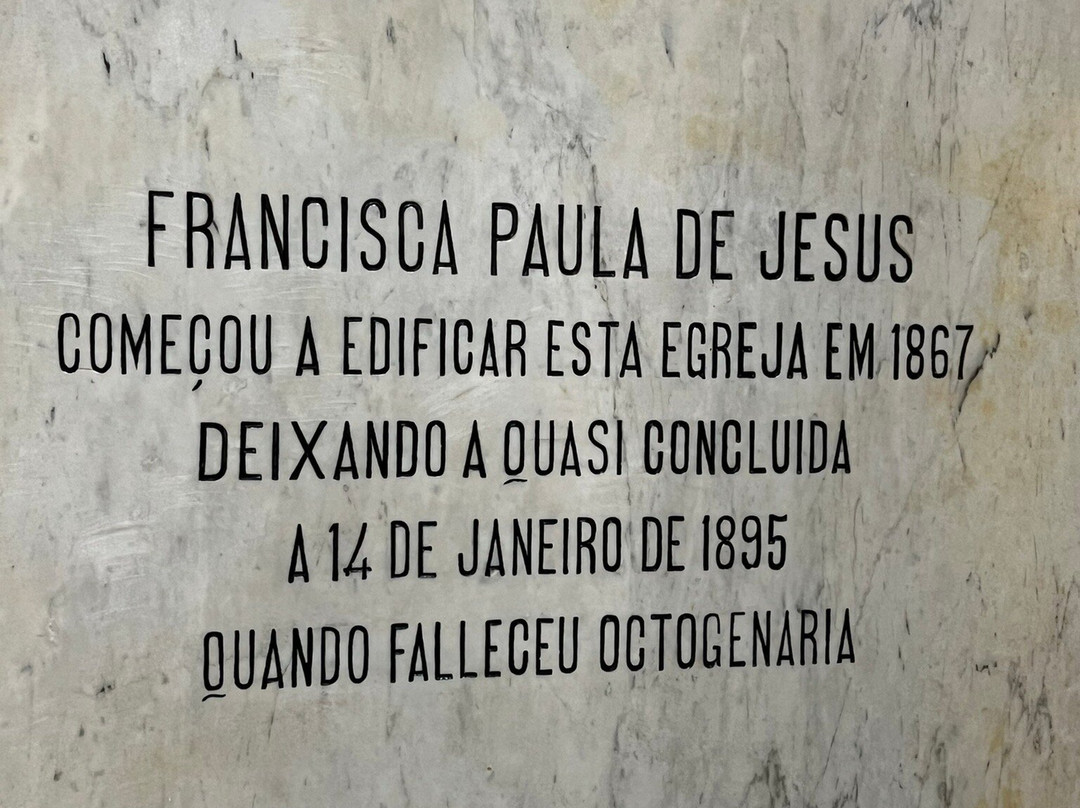 FRANCISCA PAULA DE JESUS
COMEÇOU A EDIFICAR ESTA EGREJA EM 1867
DEIXANDO A QUASI CONCLUIDA
A 14 DE JANEIRO DE 1895
QUANDO FALLECEU OCTOGENARIA